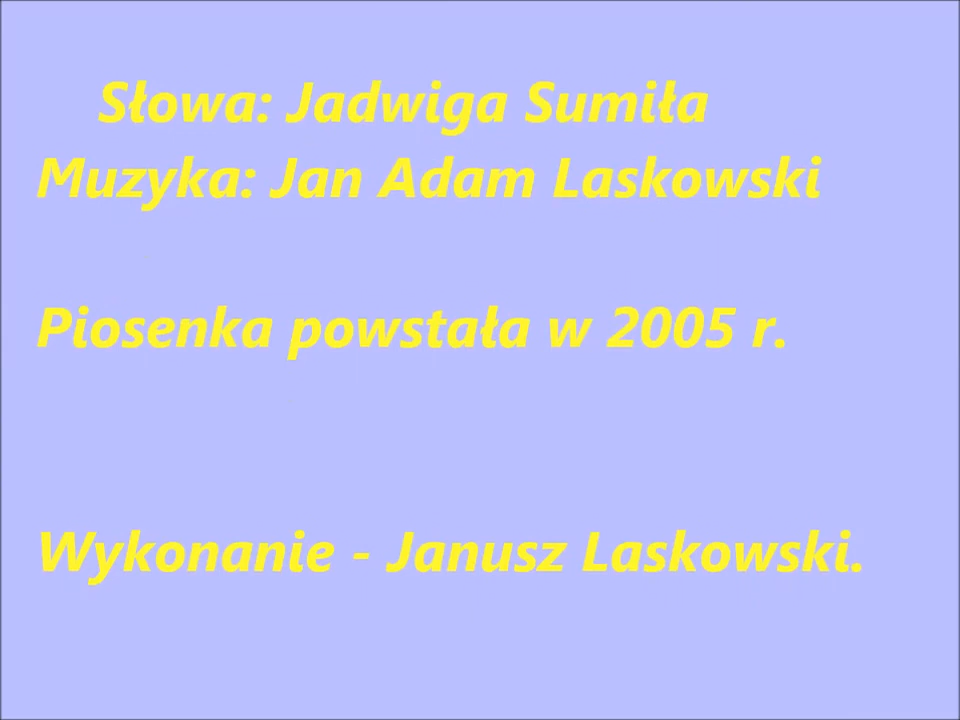 Słowa: Jadwiga Sumiła
Muzyka: Jan Adam Laskowski
Piosenka powstała w 2005 r.
Wykonanie - Janusz Laskowski.